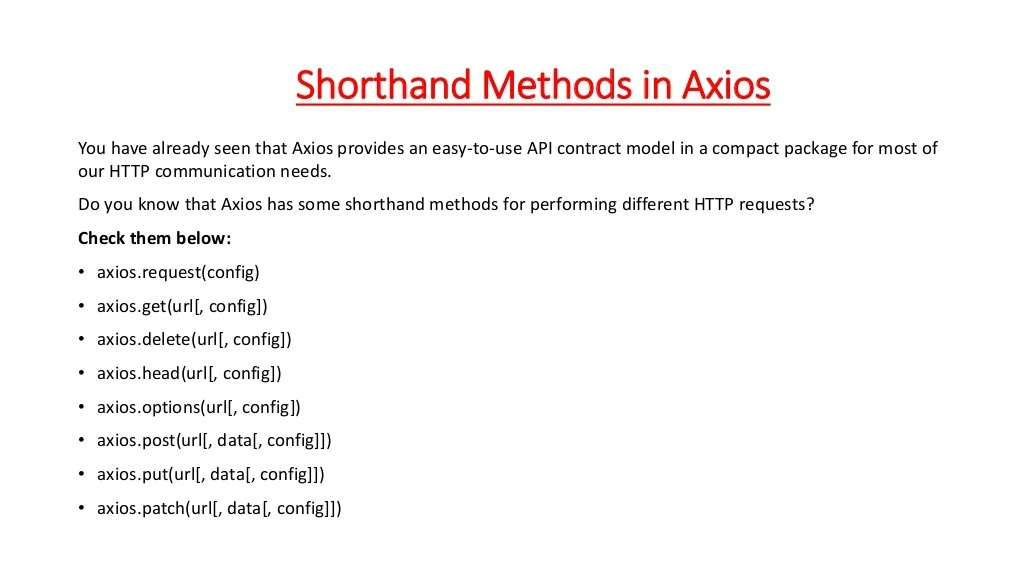 Shorthand Methods in Axios
You have already seen that Axios provides an easy-to-use API contract model in a compact package for most of
our HTTP communication needs.
Do you know that Axios has some shorthand methods for performing different HTTP requests?
Check them below:
• axios.request(config)
• axios.get(url[, config])
• axios.delete(url[, config])
• axios.head(url[, config])
• axios.options(url[, config])
• axios.post(url[, data[, config]])
• axios.put(url[, data[, config]])
• axios.patch(url[, data[, config]])